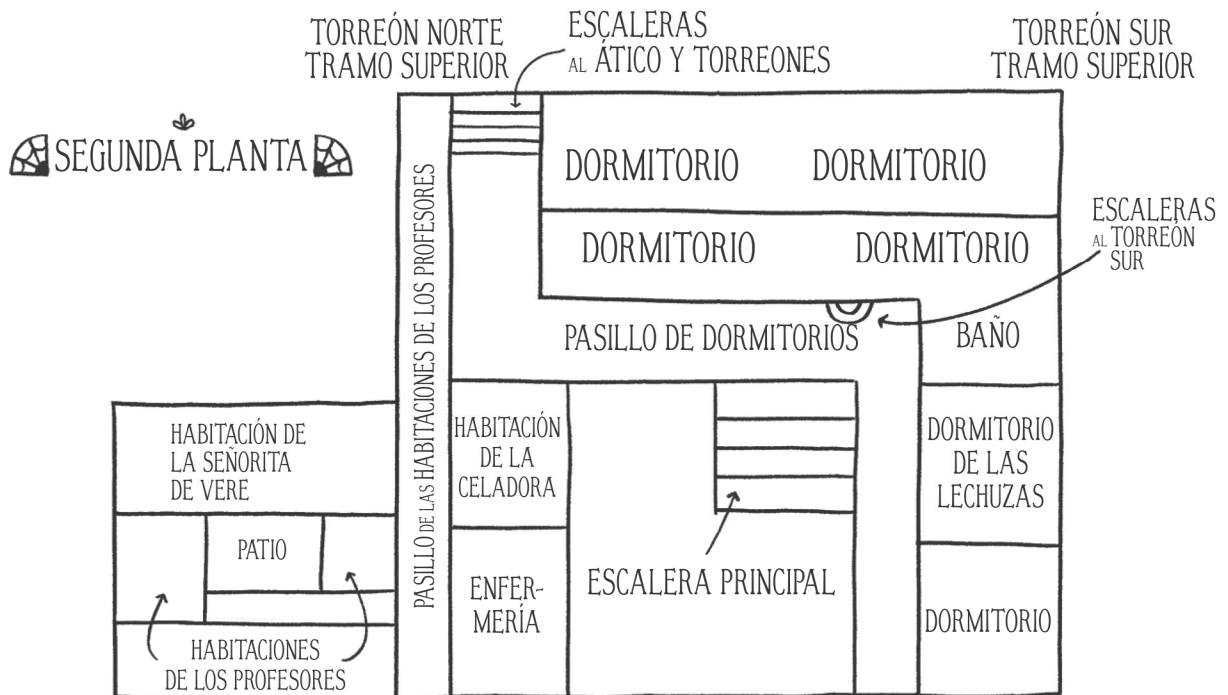 TORREÓN NORTE
TRAMO SUPERIOR
ESCALERAS
AL ÁTICO Y TORREONES
TORREÓN SUR
TRAMO SUPERIOR
SEGUNDA PLANTA
DORMITORIO
DORMITORIO
DORMITORIO
DORMITORIO
ESCALERAS
AL TORREÓN
SUR
PASILLO DE LAS HABITACIONES DE LOS PROFESORES
PASILLO DE DORMITORIOS
BAÑO
HABITACIÓN DE
LA SEÑORITA
DE VERE
HABITACIÓN
DE LA
CELADORA
DORMITORIO
DE LAS
LECHUZAS
PATIO
ENFER-
MERÍA
ESCALERA PRINCIPAL
DORMITORIO
HABITACIONES
DE LOS PROFESORES